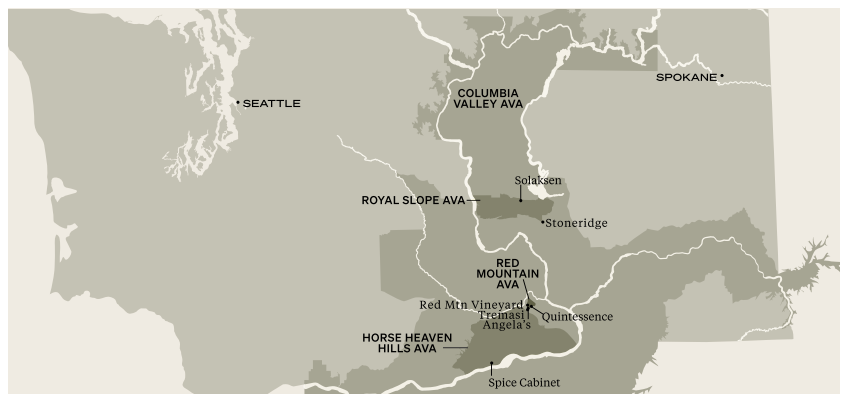 SPOKANE
COLUMBIA
VALLEY AVA
SEATTLE
Solaksen
ROYAL SLOPE AVA
Stoneridge
RED
MOUNTAIN
AVA
Red Mtn Vineyard
Tremasi
Angela's
Quintessence
HORSE HEAVEN
HILLS AVA
Spice Cabinet